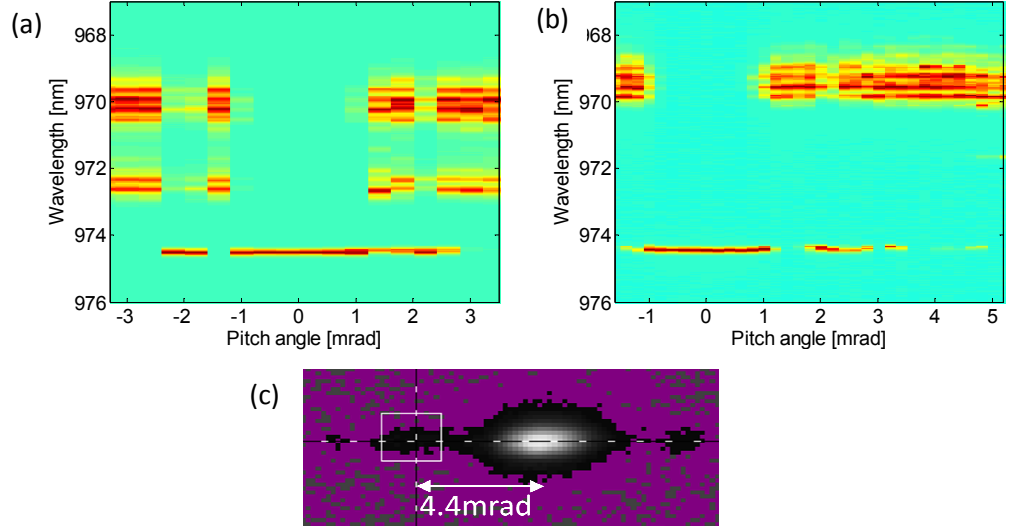 (a)
968
970
972
974
976
Wavelength [nm]
-3 -2 -1 0 1 2 3
Pitch angle [mrad]
(b)
968
970
972
974
976
Wavelength [nm]
-1 0 1 2 3 4 5
Pitch angle [mrad]
(c)
4.4mrad